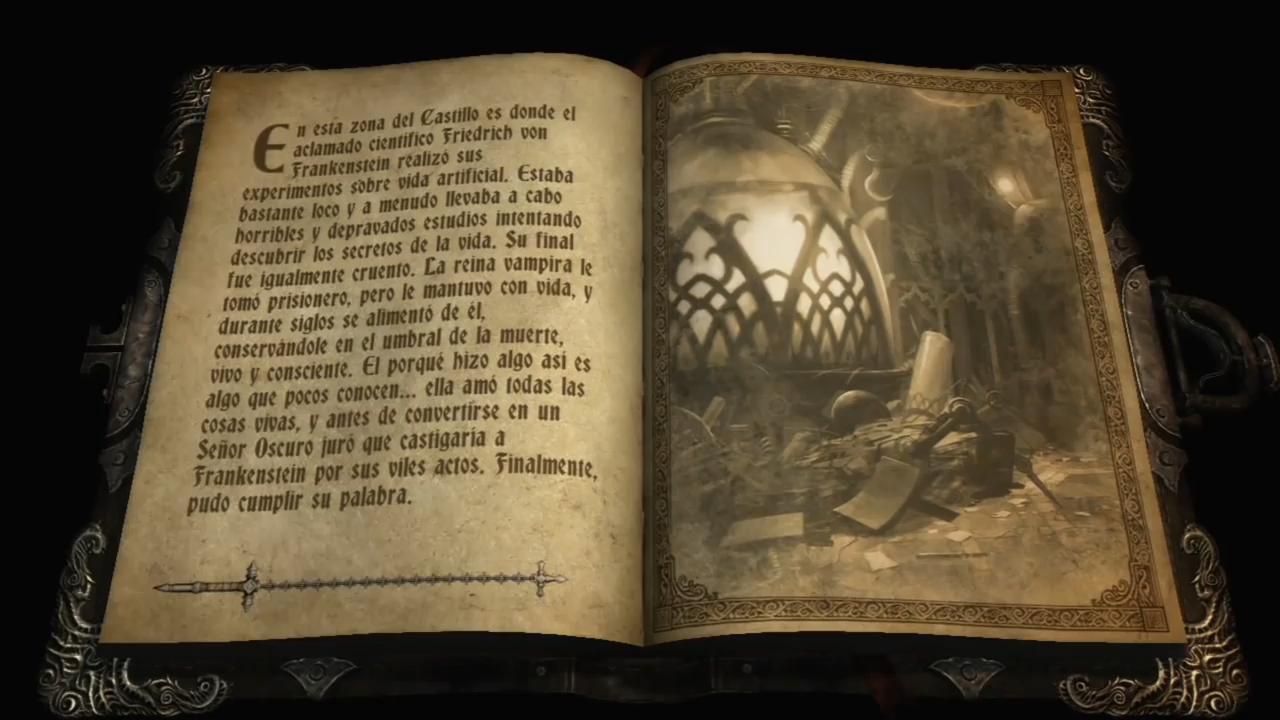 En esta zona del Castillo es donde el
aclamado científico Friedrich von
Frankenstein realizó sus
experimentos sobre vida artificial. Estaba
bastante loco y a menudo llevaba a cabo
horribles y depravados estudios intentando
descubrir los secretos de la vida. Su final
fue igualmente cruento. La reina vampira le
tomó prisionero, pero le mantuvo con vida, y
durante siglos se alimentó de él,
conservándole en el umbral de la muerte,
vivo y consciente. El porqué hizo algo así es
algo que pocos conocen... ella amó todas las
cosas vivas, y antes de convertirse en un
Señor Oscuro juró que castigaría a
Frankenstein por sus viles actos. Finalmente,
pudo cumplir su palabra.